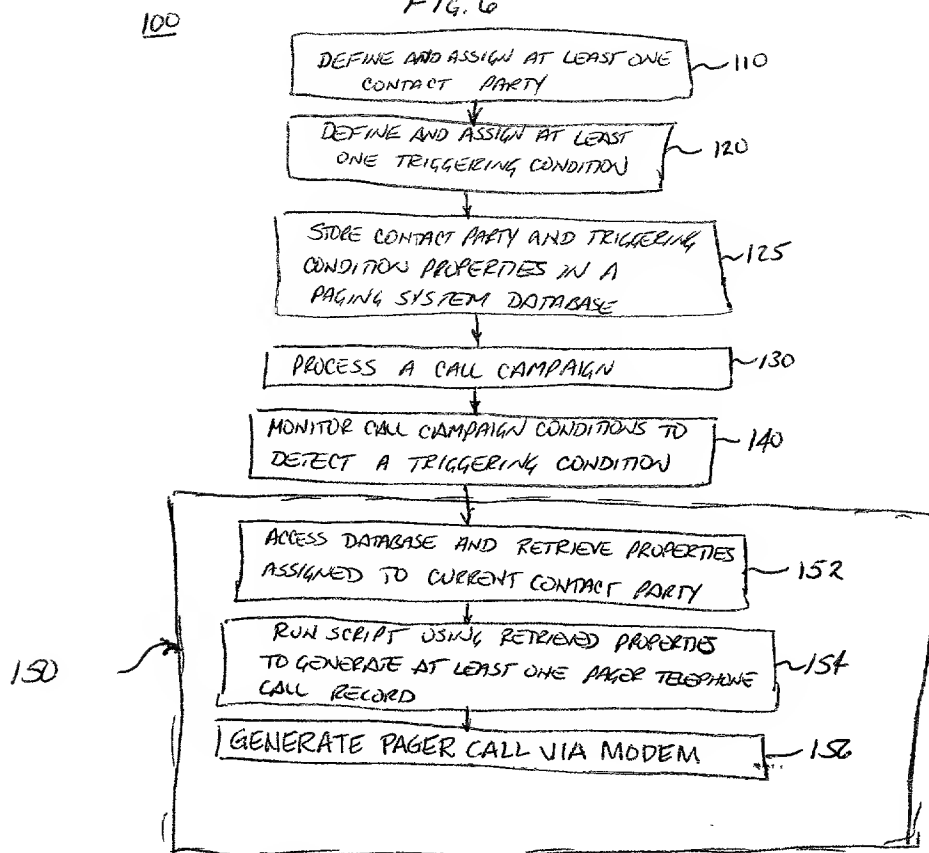 FIG. 6
100
DEFINE AND ASSIGN AT LEAST ONE
CONTACT PARTY
110
DEFINE AND ASSIGN AT LEAST
ONE TRIGGERING CONDITION
120
STORE CONTACT PARTY AND TRIGGERING
CONDITION PROPERTIES IN A
PAGING SYSTEM DATABASE
125
PROCESS A CALL CAMPAIGN
130
MONITOR CALL CAMPAIGN CONDITIONS TO
DETECT A TRIGGERING CONDITION
140
ACCESS DATABASE AND RETRIEVE PROPERTIES
ASSIGNED TO CURRENT CONTACT PARTY
152
RUN SCRIPT USING RETRIEVED PROPERTIES
TO GENERATE AT LEAST ONE PAGER TELEPHONE
CALL RECORD
154
150
GENERATE PAGER CALL VIA MODEM
156